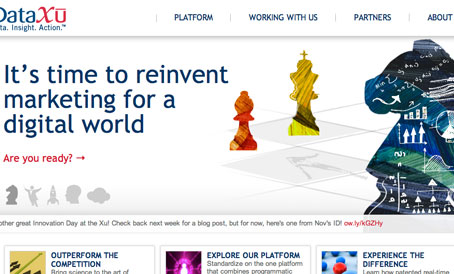 DataXū
ta. Insight. Action.™
PLATFORM
WORKING WITH US
PARTNERS
ABOUT
It's time to reinvent
marketing for a
digital world
Are you ready? →
other great Innovation Day at the Xu! Check back next week for a blog post, but for now, here's one from Nov's ID! ow.ly/kGZHy
OUTPERFORM THE
COMPETITION
Bring science to the art of
EXPLORE OUR PLATFORM
Standardize on the one platform
that combines programmatic
EXPERIENCE THE
DIFFERENCE
Learn how patented real-time